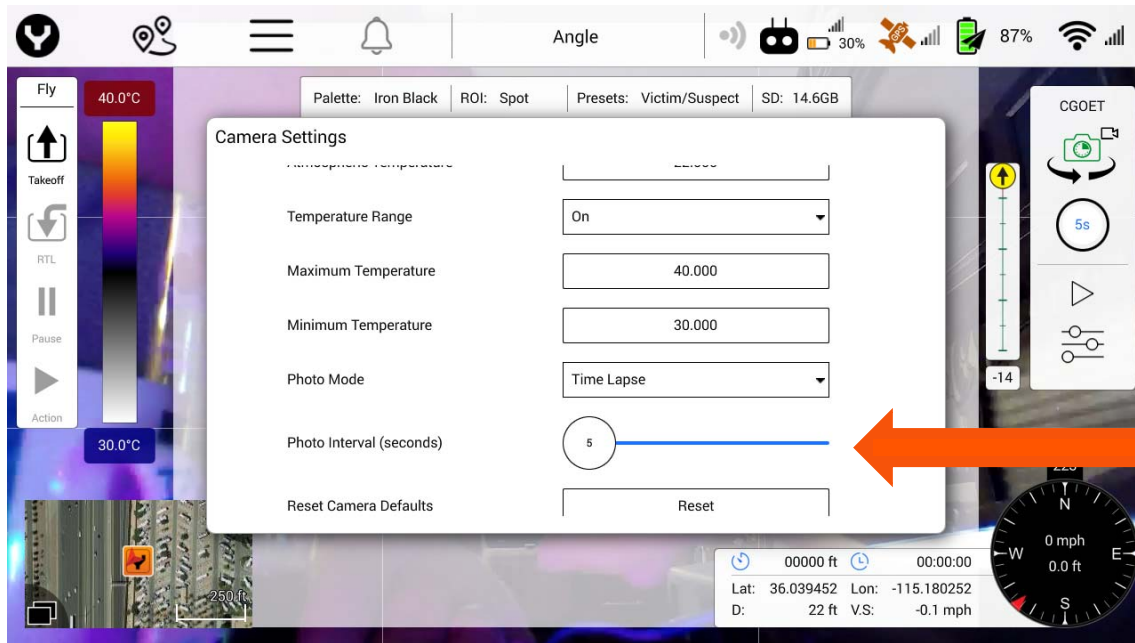 Angle
30%
GPS
87%
Fly
40.0°C
Takeoff
RTL
Pause
Action
30.0°C
Palette: Iron Black ROI: Spot Presets: Victim/Suspect SD: 14.6GB
Camera Settings
Temperature Range On
Maximum Temperature 40.000
Minimum Temperature 30.000
Photo Mode Time Lapse
Photo Interval (seconds) 5
Reset Camera Defaults Reset
-14
CGOET
5s
250 ft
00000 ft 00:00:00
Lat: 36.039452 Lon: -115.180252
D: 22 ft V.S: -0.1 mph
N
W E
S
0 mph
0.0 ft